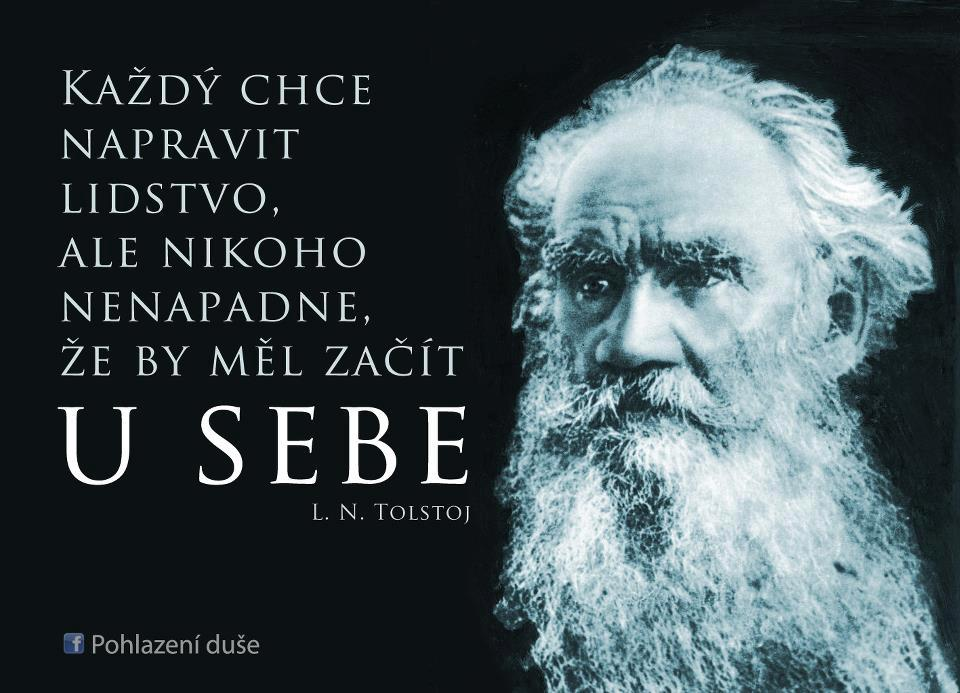 Každý chce
napravit
lidstvo,
ale nikoho
nenapadne,
že by měl začít
u sebe
L. N. Tolstoj
f Pohlazení duše